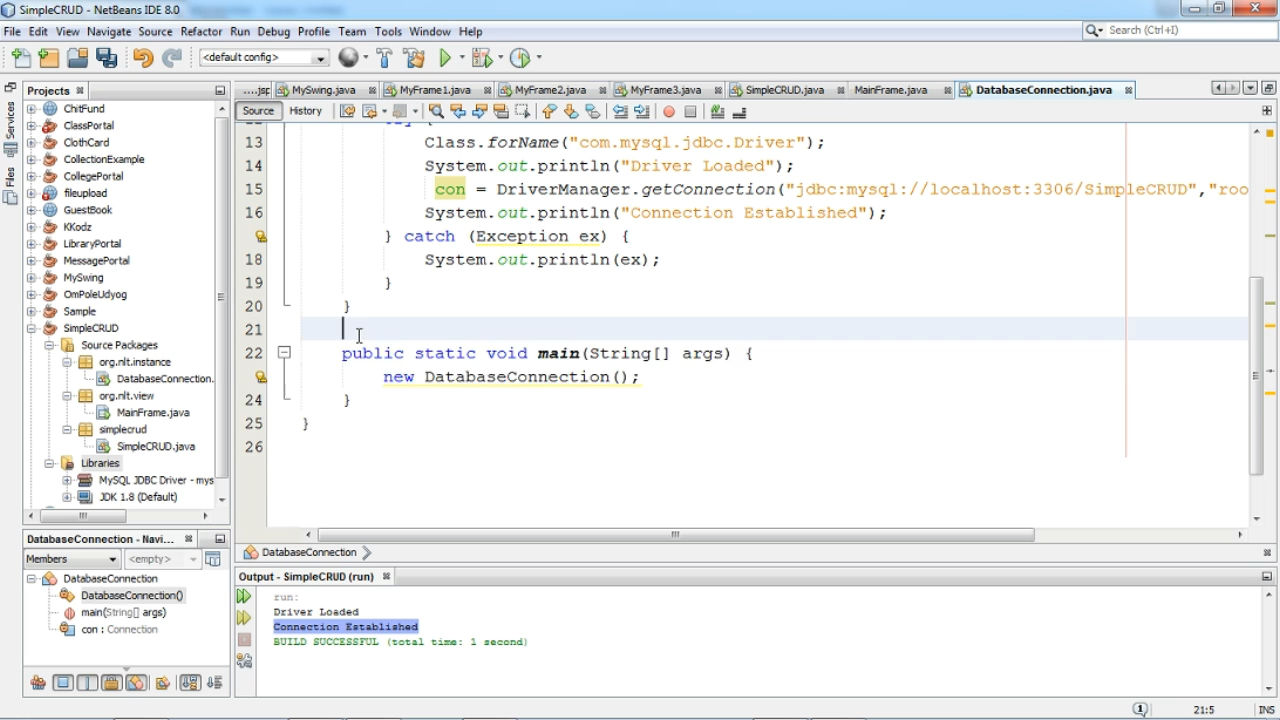 SimpleCRUD - NetBeans IDE 8.0
File Edit View Navigate Source Refactor Run Debug Profile Team Tools Window Help
Search (Ctrl+I)
<default config>
Projects
...jsp MySwing.java MyFrame1.java MyFrame2.java MyFrame3.java SimpleCRUD.java MainFrame.java DatabaseConnection.java
Source History
Services
Files
ChitFund
ClassPortal
ClothCard
CollectionExample
CollegePortal
fileupload
GuestBook
KKodz
LibraryPortal
MessagePortal
MySwing
OmPoleUdyog
Sample
SimpleCRUD
Source Packages
org.nlt.instance
DatabaseConnection.
org.nlt.view
MainFrame.java
simplecrud
SimpleCRUD.java
Libraries
MySQL JDBC Driver - mys
JDK 1.8 (Default)
13 Class.forName("com.mysql.jdbc.Driver");
14 System.out.println("Driver Loaded");
15 con = DriverManager.getConnection("jdbc:mysql://localhost:3306/SimpleCRUD","roo
16 System.out.println("Connection Established");
} catch (Exception ex) {
18 System.out.println(ex);
19 }
20 }
21
22 public static void main(String[] args) {
new DatabaseConnection();
24 }
25 }
26
DatabaseConnection
DatabaseConnection - Navi...
Members <empty>
DatabaseConnection
DatabaseConnection()
main(String[] args)
con : Connection
Output - SimpleCRUD (run)
run:
Driver Loaded
Connection Established
BUILD SUCCESSFUL (total time: 1 second)
1 21:5 INS